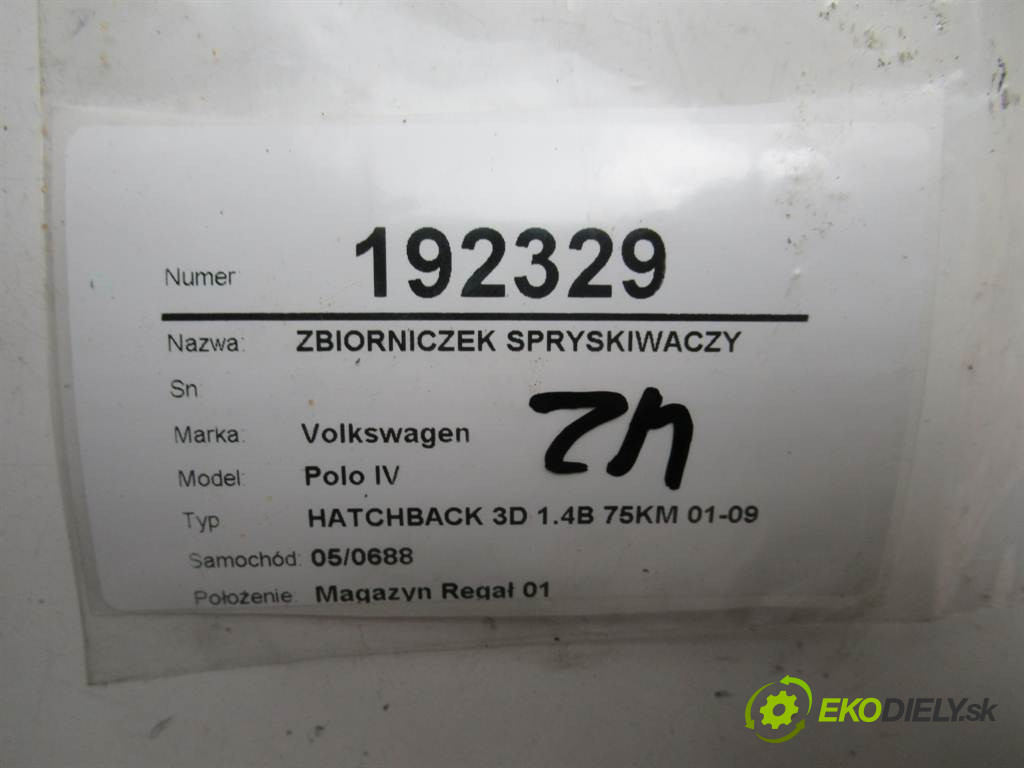 Numer 192329
Nazwa: ZBIORNICZEK SPRYSKIWACZY
Sn
Marka: Volkswagen
Model: Polo IV
Typ HATCHBACK 3D 1.4B 75KM 01-09
Samochód: 05/0688
Położenie: Magazyn Regał 01
EKODIELY.sk